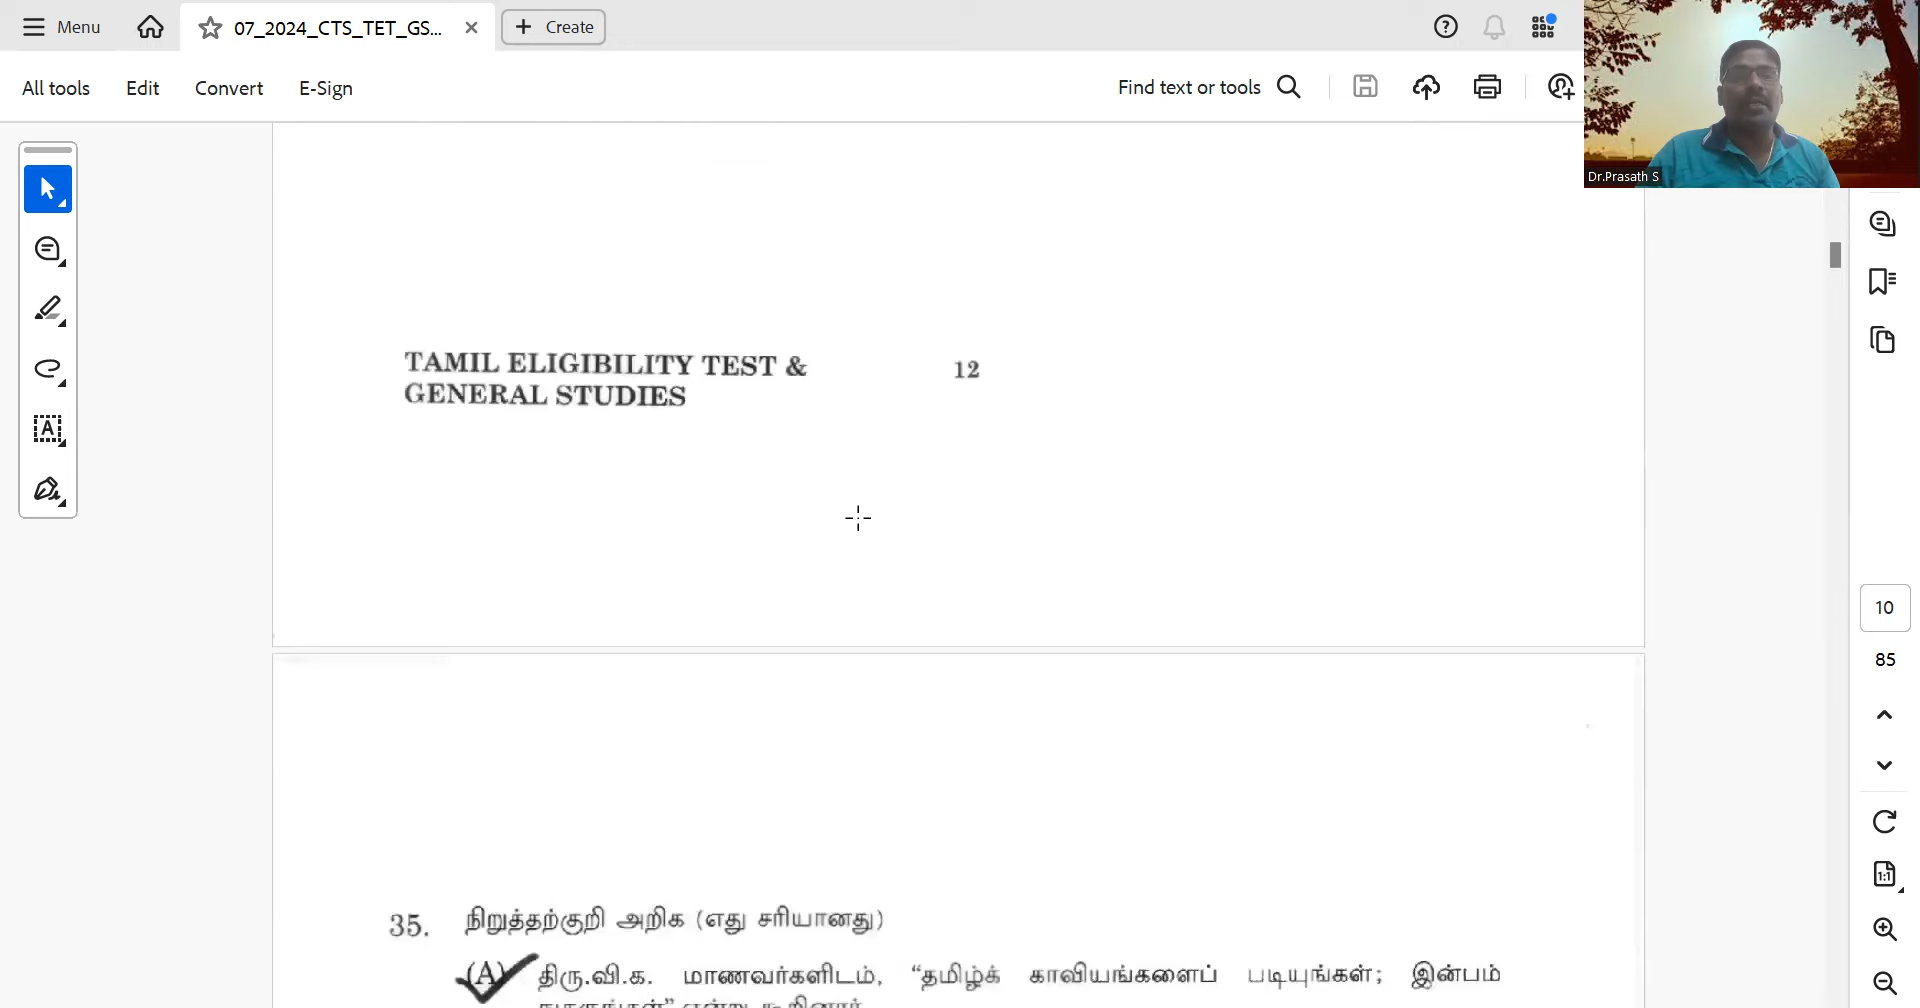 Menu
07_2024_CTS_TET_GS...
Create
All tools
Edit
Convert
E-Sign
Find text or tools
Dr.Prasath S
TAMIL ELIGIBILITY TEST & 12
GENERAL STUDIES
10
85
35. நிறுத்தற்குறி அறிக (எது சரியானது)
(A) திரு.வி.க. மாணவர்களிடம், “தமிழ்க் காவியங்களைப் படியுங்கள்; இன்பம்
என்று கூறினார்